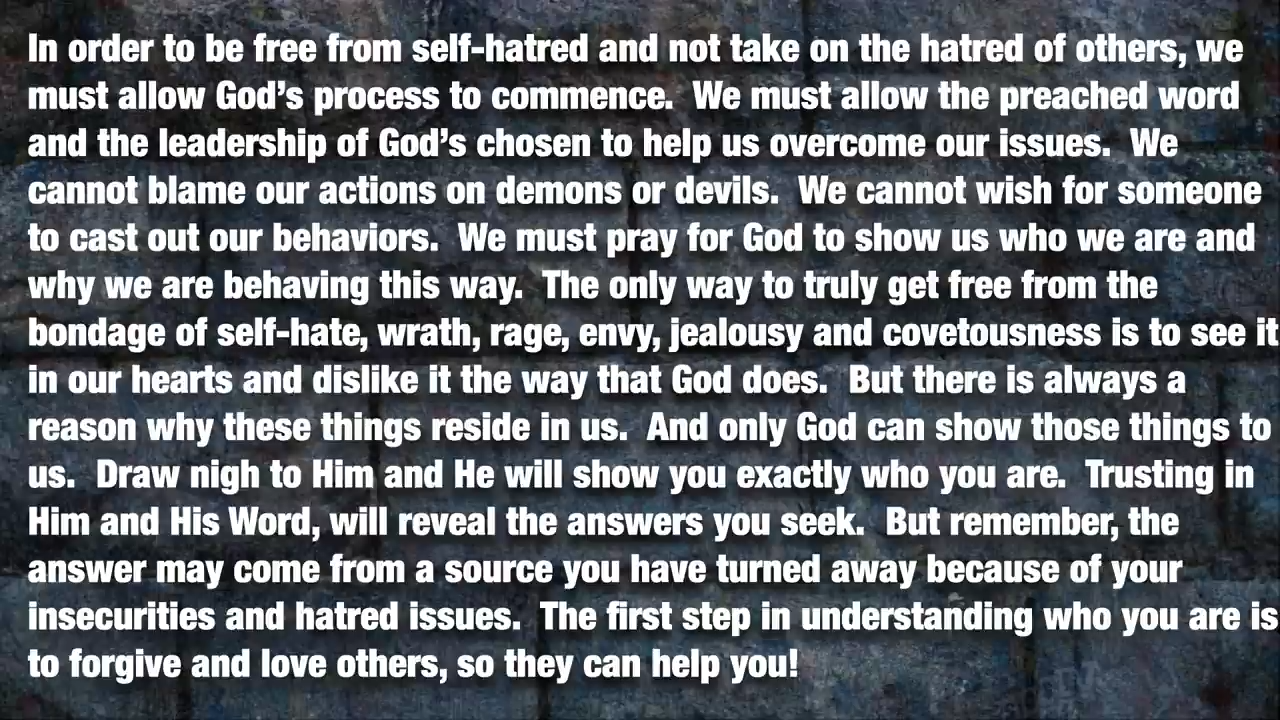 In order to be free from self-hatred and not take on the hatred of others, we
must allow God’s process to commence.  We must allow the preached word
and the leadership of God’s chosen to help us overcome our issues.  We
cannot blame our actions on demons or devils.  We cannot wish for someone
to cast out our behaviors.  We must pray for God to show us who we are and
why we are behaving this way.  The only way to truly get free from the
bondage of self-hate, wrath, rage, envy, jealousy and covetousness is to see it
in our hearts and dislike it the way that God does.  But there is always a
reason why these things reside in us.  And only God can show those things to
us.  Draw nigh to Him and He will show you exactly who you are.  Trusting in
Him and His Word, will reveal the answers you seek.  But remember, the
answer may come from a source you have turned away because of your
insecurities and hatred issues.  The first step in understanding who you are is
to forgive and love others, so they can help you!